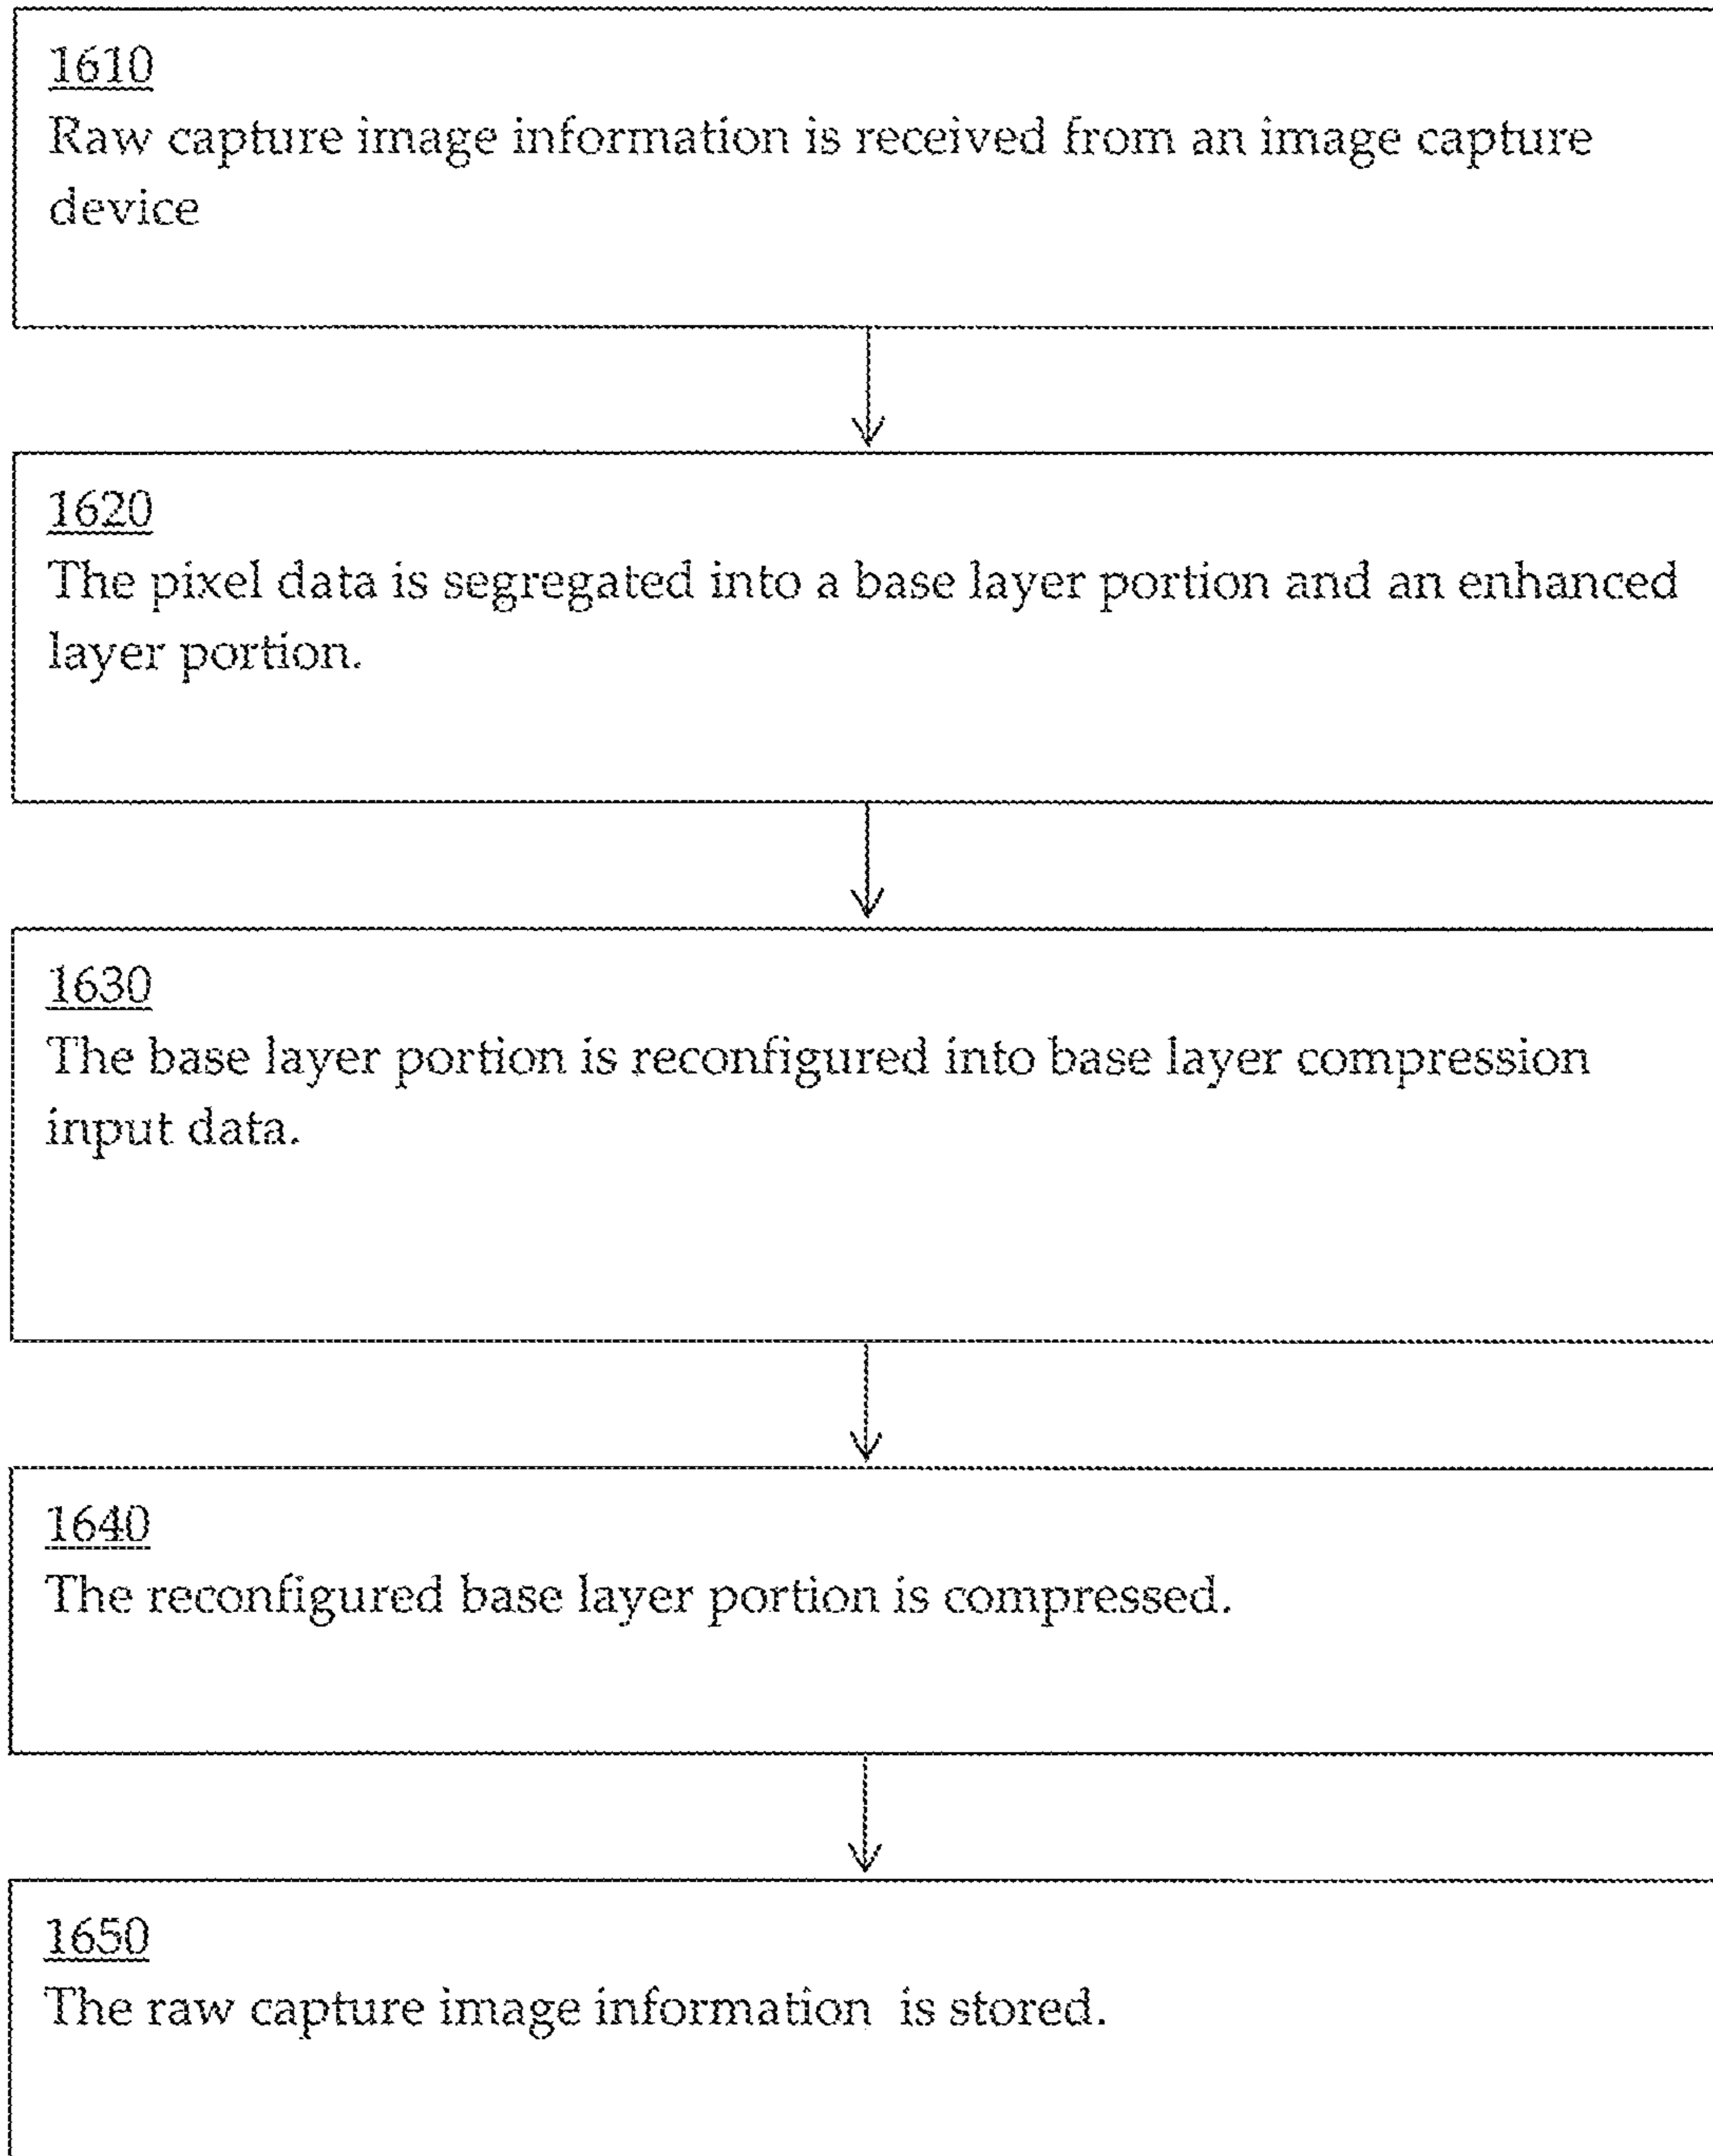 1610
Raw capture image information is received from an image capture
device
1620
The pixel data is segregated into a base layer portion and an enhanced
layer portion.
1630
The base layer portion is reconfigured into base layer compression
input data.
1640
The reconfigured base layer portion is compressed.
1650
The raw capture image information is stored.